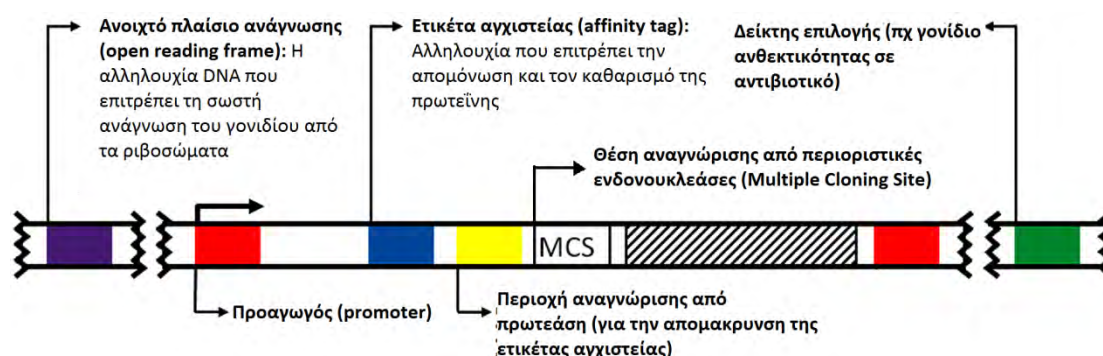 Ανοιχτό πλαίσιο ανάγνωσης
(open reading frame): Η
αλληλουχία DNA που
επιτρέπει τη σωστή
ανάγνωση του γονιδίου από
τα ριβοσώματα
Ετικέτα αγχιστείας (affinity tag):
Αλληλουχία που επιτρέπει την
απομόνωση και τον καθαρισμό της
πρωτεΐνης
Δείκτης επιλογής (πχ γονίδιο
ανθεκτικότητας σε
αντιβιοτικό)
Θέση αναγνώρισης από περιοριστικές
ενδονουκλεάσες (Multiple Cloning Site)
MCS
Προαγωγός (promoter)
Περιοχή αναγνώρισης από
πρωτεάση (για την απομακρυνση της
ετικέτας αγχιστείας)